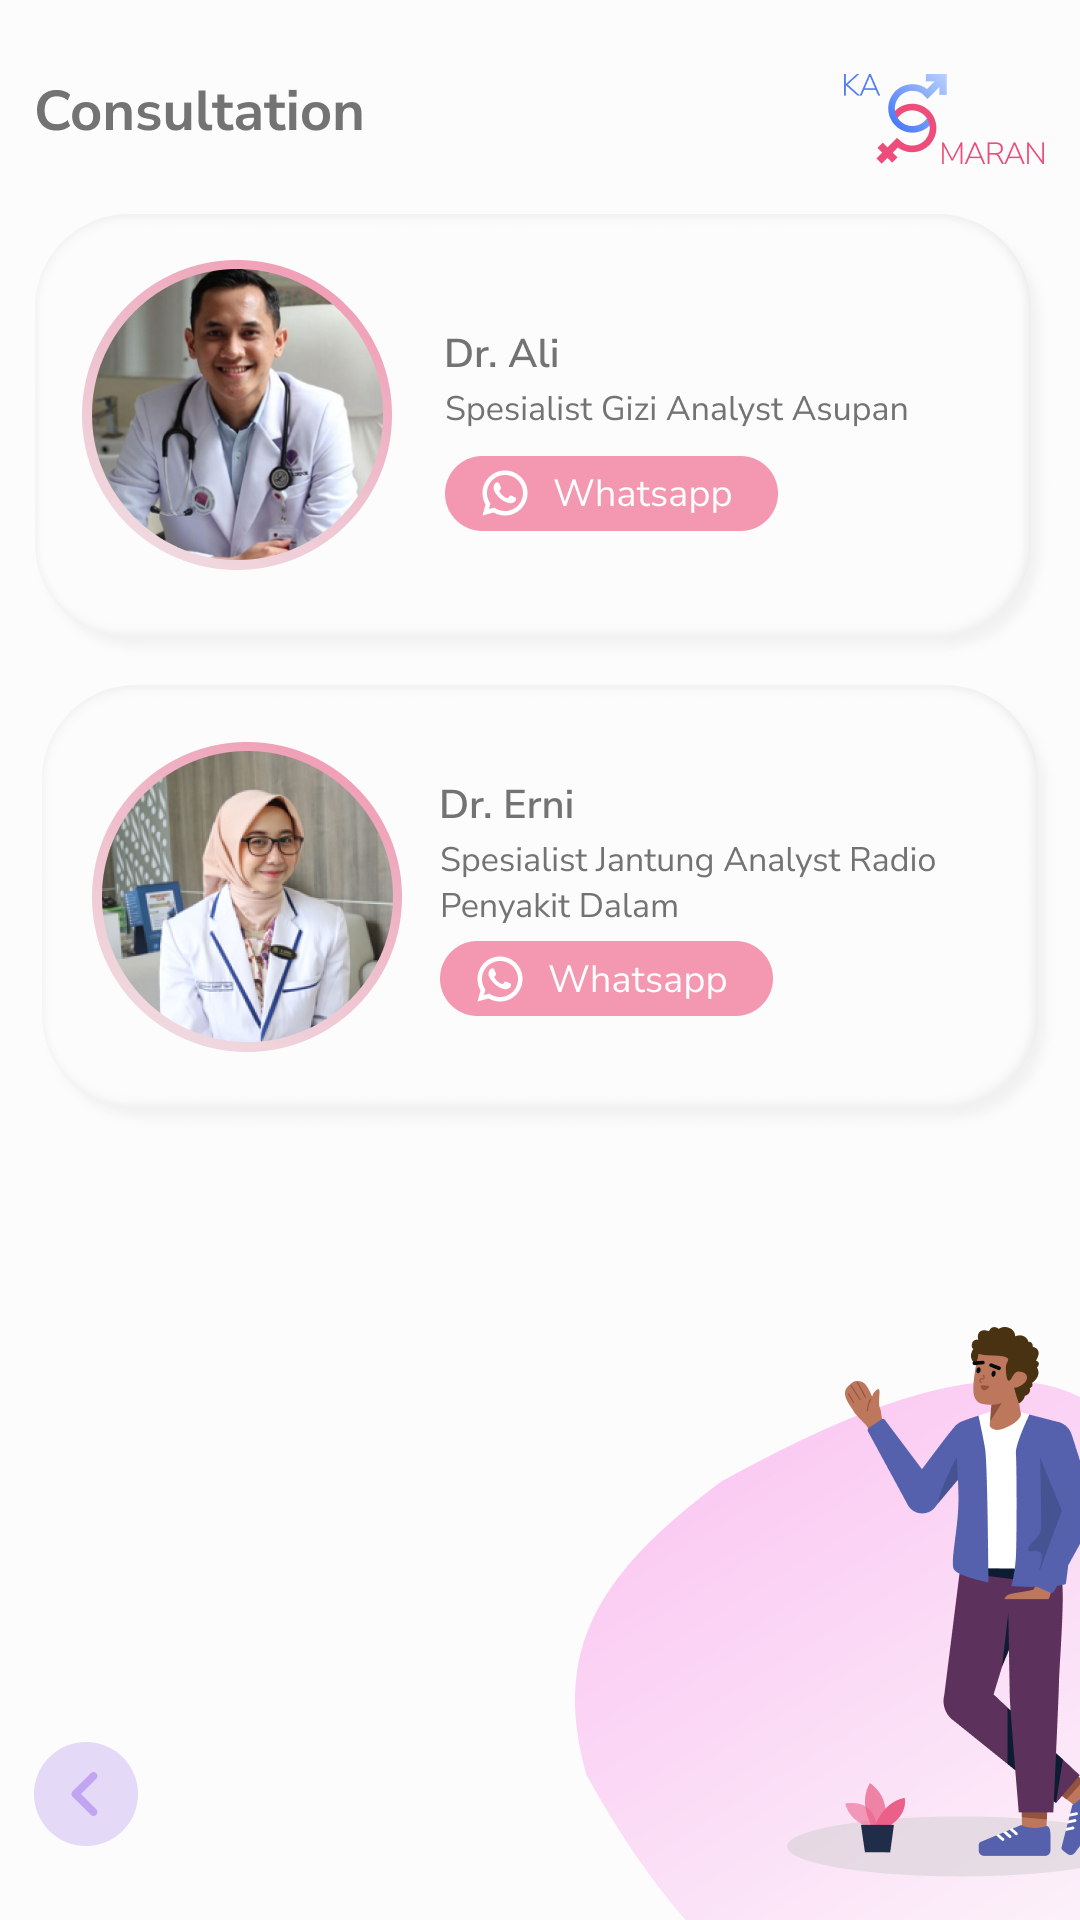 Consultation
KA
MARAN
Dr. Ali
Spesialist Gizi Analyst Asupan
Whatsapp
Dr. Erni
Spesialist Jantung Analyst Radio
Penyakit Dalam
Whatsapp